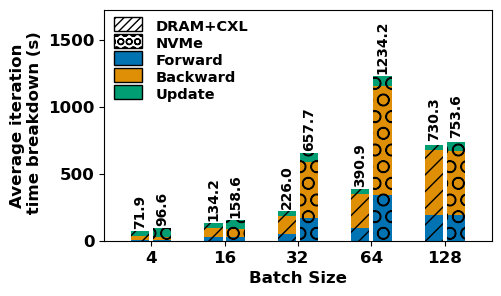 Average iteration
time breakdown (s)
1500
1000
500
0
DRAM+CXL
NVMe
Forward
Backward
Update
71.9
96.6
134.2
158.6
226.0
657.7
390.9
1234.2
730.3
753.6
4
16
32
64
128
Batch Size